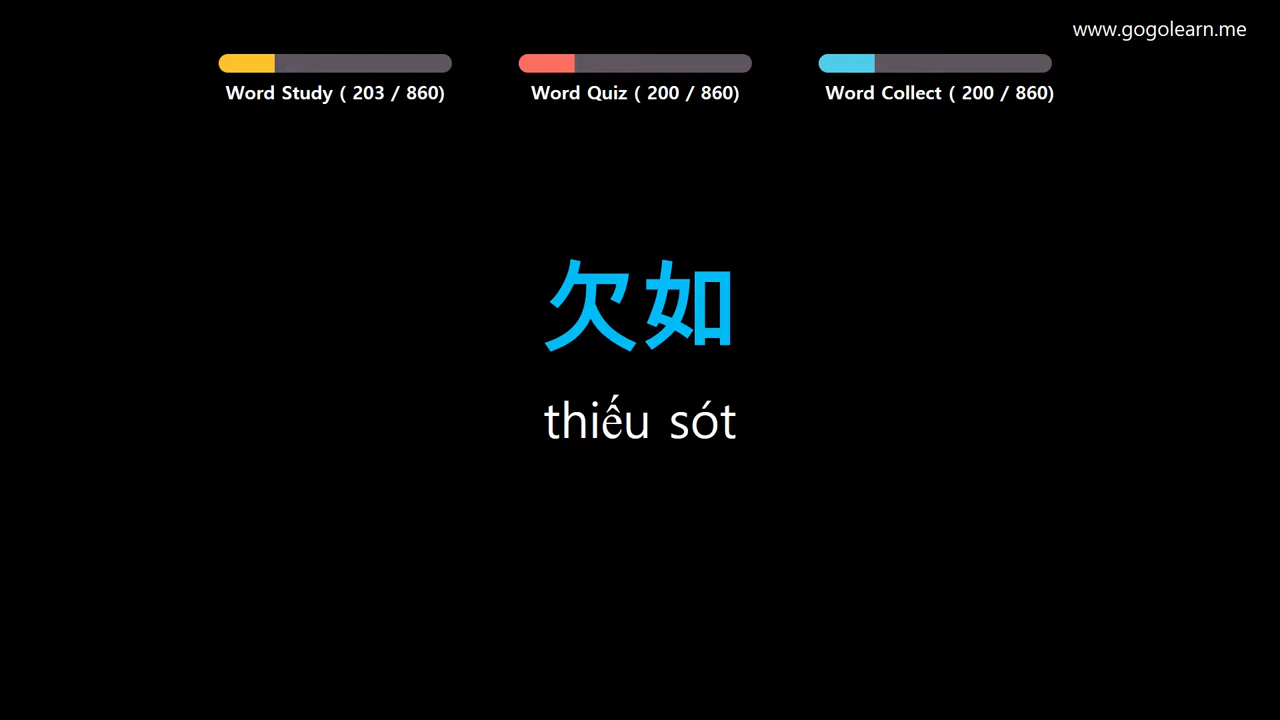 www.gogolearn.me
Word Study ( 203 / 860)
Word Quiz ( 200 / 860)
Word Collect ( 200 / 860)
欠如
thiếu sót